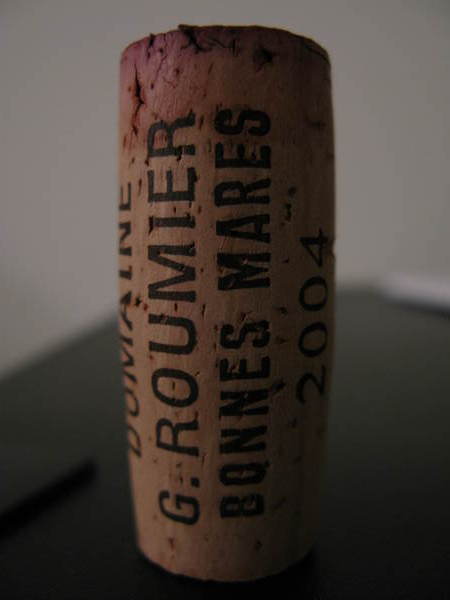 DOMAINE
G. ROUMIER
BONNES MARES
2004